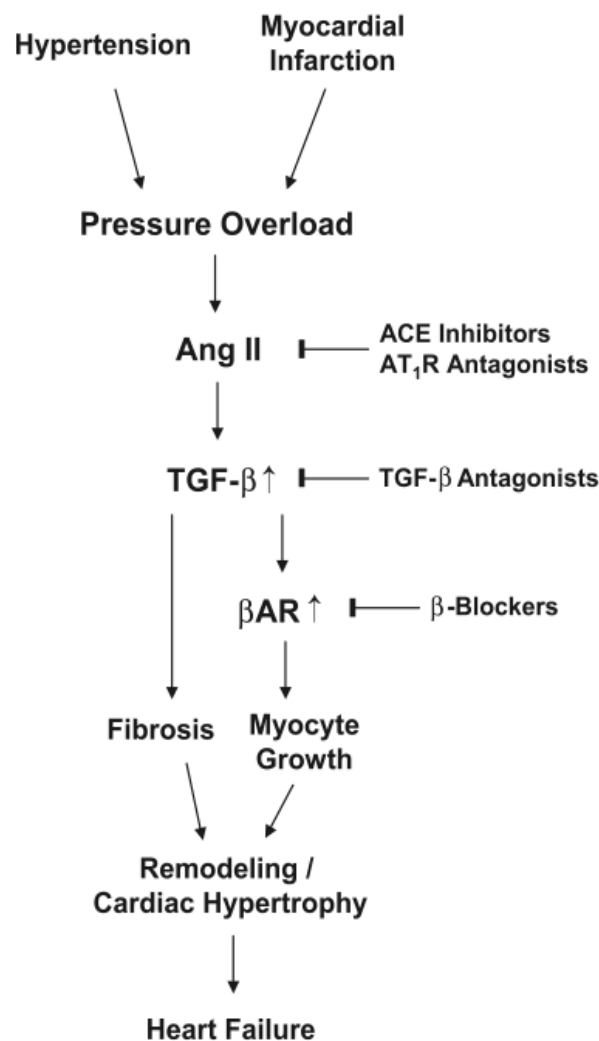 Hypertension
Myocardial
Infarction
Pressure Overload
Ang II
ACE Inhibitors
AT₁R Antagonists
TGF-β↑
TGF-β Antagonists
βAR↑
β-Blockers
Fibrosis
Myocyte
Growth
Remodeling /
Cardiac Hypertrophy
Heart Failure